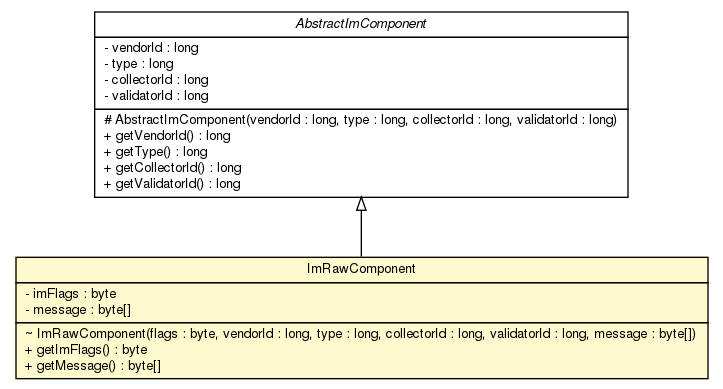 AbstractImComponent
- vendorId : long
- type : long
- collectorId : long
- validatorId : long
# AbstractImComponent(vendorId : long, type : long, collectorId : long, validatorId : long)
+ getVendorId() : long
+ getType() : long
+ getCollectorId() : long
+ getValidatorId() : long
ImRawComponent
- imFlags : byte
- message : byte[]
~ ImRawComponent(flags : byte, vendorId : long, type : long, collectorId : long, validatorId : long, message : byte[])
+ getImFlags() : byte
+ getMessage() : byte[]